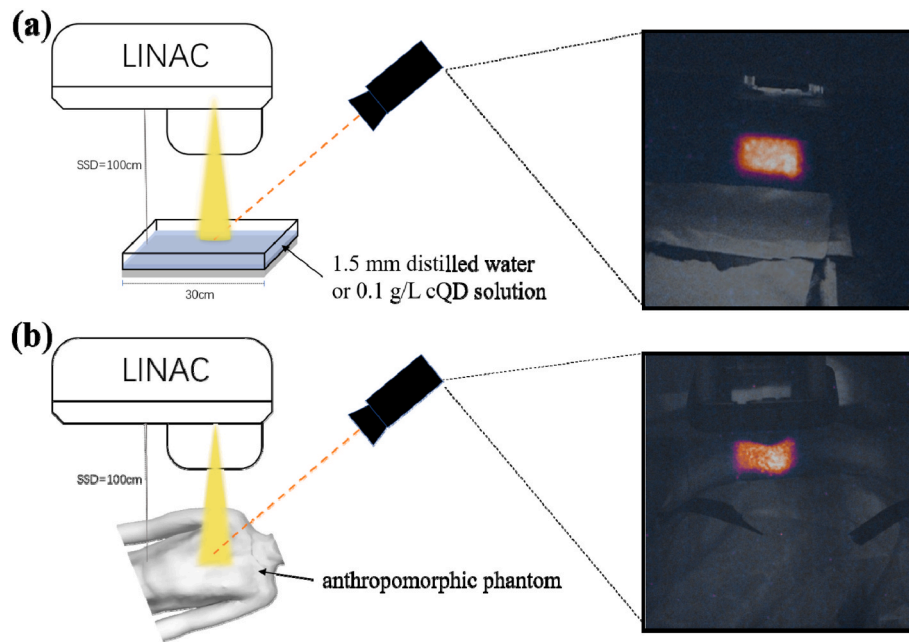 (a)
LINAC
SSD=100cm
1.5 mm distilled water
or 0.1 g/L cQD solution
30cm
(b)
LINAC
SSD=100cm
anthropomorphic phantom